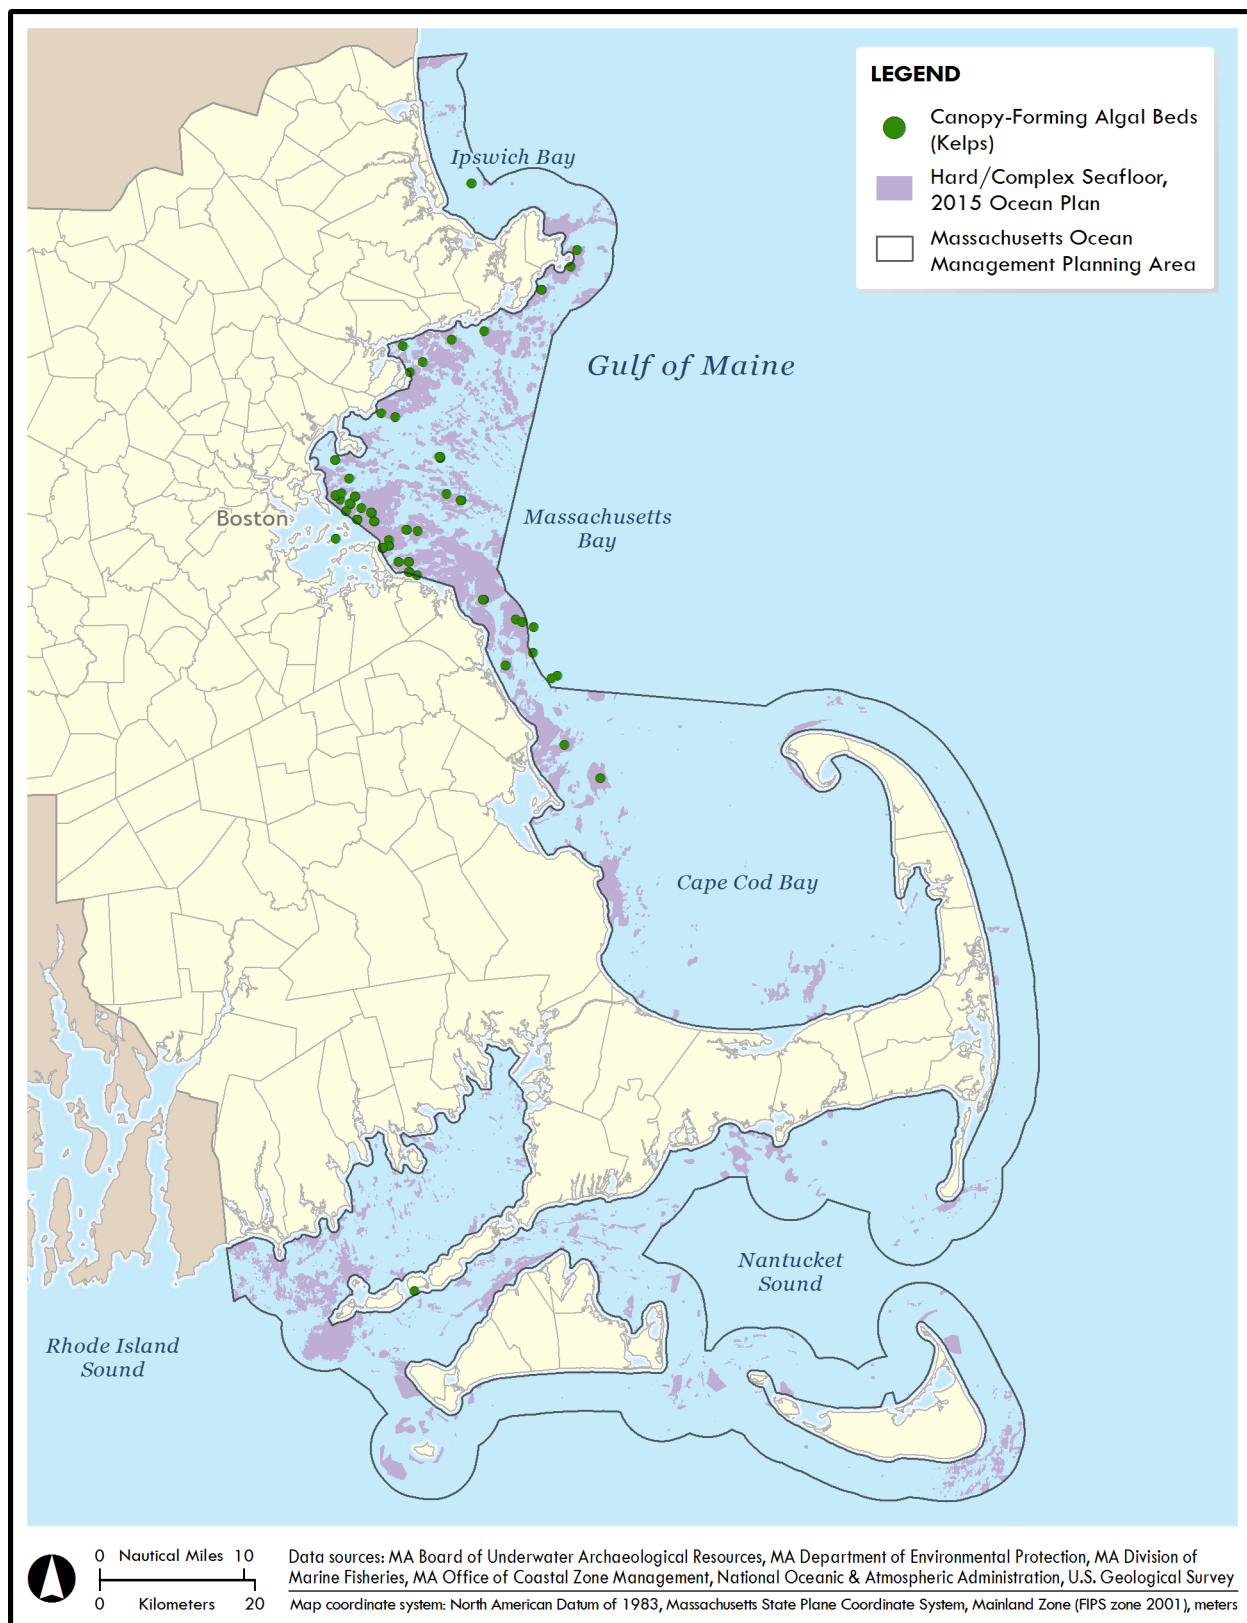 LEGEND
Canopy-Forming Algal Beds
(Kelps)
Hard/Complex Seafloor,
2015 Ocean Plan
Massachusetts Ocean
Management Planning Area
Ipswich Bay
Gulf of Maine
Massachusetts
Bay
Boston
Cape Cod Bay
Nantucket
Sound
Rhode Island
Sound
0 Nautical Miles 10
0 Kilometers 20
Data sources: MA Board of Underwater Archaeological Resources, MA Department of Environmental Protection, MA Division of
Marine Fisheries, MA Office of Coastal Zone Management, National Oceanic & Atmospheric Administration, U.S. Geological Survey
Map coordinate system: North American Datum of 1983, Massachusetts State Plane Coordinate System, Mainland Zone (FIPS zone 2001), meters